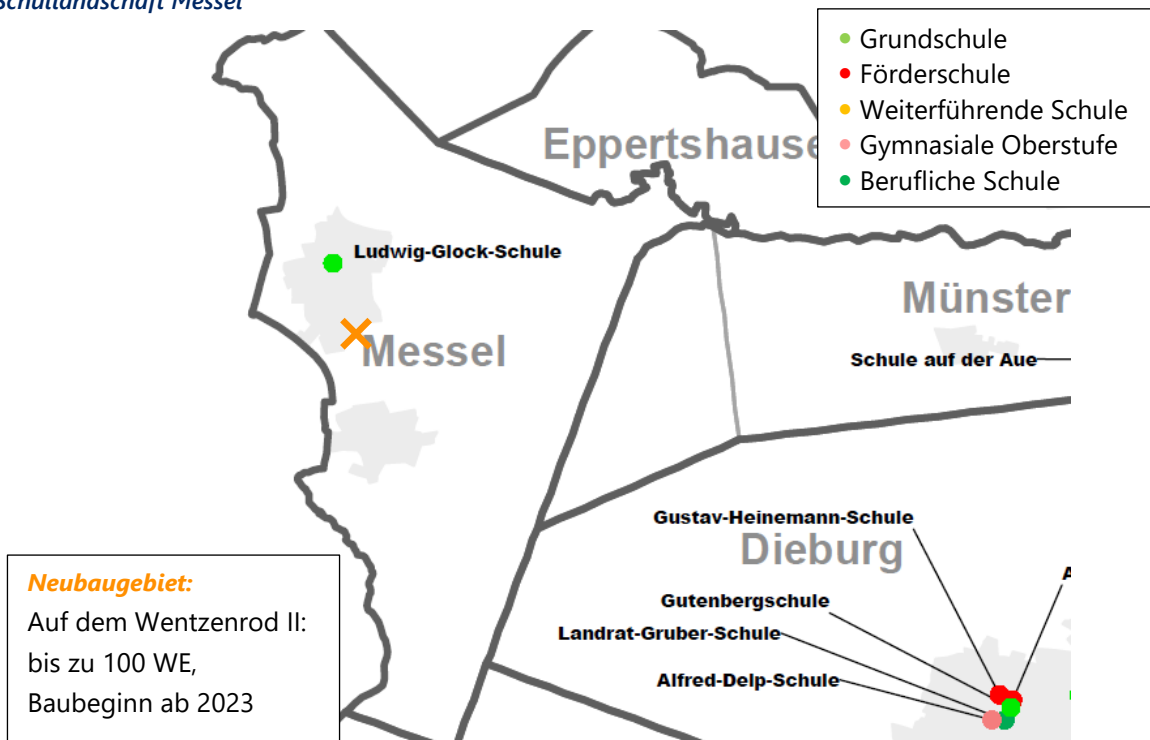 Schullandschaft Messel
Grundschule
Förderschule
Weiterführende Schule
Gymnasiale Oberstufe
Berufliche Schule
Eppertshause
Ludwig-Glock-Schule
Münster
Messel
Schule auf der Aue
Gustav-Heinemann-Schule
Dieburg
A
Gutenbergschule
Landrat-Gruber-Schule
Alfred-Delp-Schule
Neubaugebiet:
Auf dem Wentzenrod II:
bis zu 100 WE,
Baubeginn ab 2023